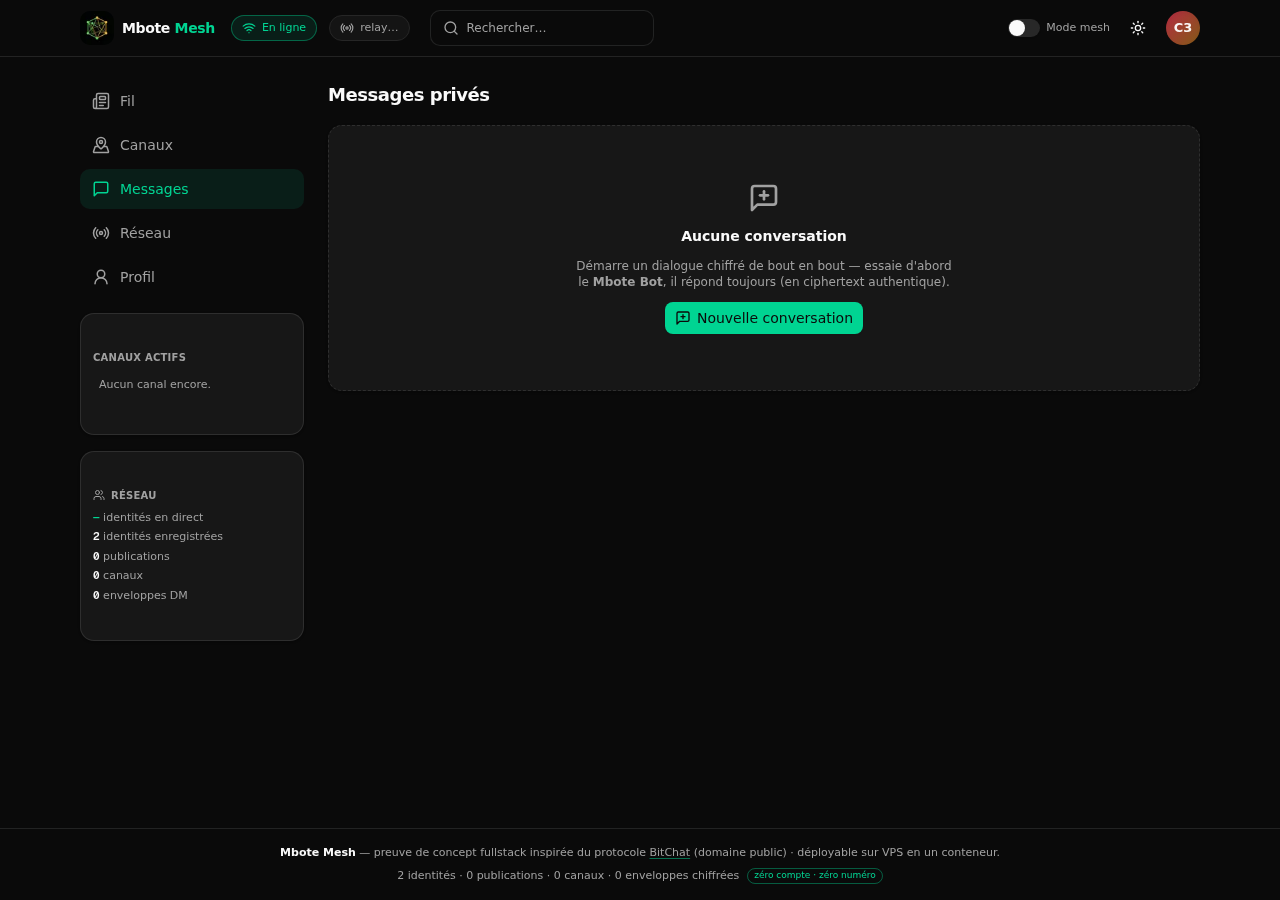 Mbote Mesh
En ligne
relay…
Rechercher…
Mode mesh
C3
Fil
Canaux
Messages
Réseau
Profil
CANAUX ACTIFS
Aucun canal encore.
RÉSEAU
– identités en direct
2 identités enregistrées
0 publications
0 canaux
0 enveloppes DM
Messages privés
Aucune conversation
Démarre un dialogue chiffré de bout en bout — essaie d'abord
le Mbote Bot, il répond toujours (en ciphertext authentique).
Nouvelle conversation
Mbote Mesh — preuve de concept fullstack inspirée du protocole BitChat (domaine public) · déployable sur VPS en un conteneur.
2 identités · 0 publications · 0 canaux · 0 enveloppes chiffrées zéro compte · zéro numéro